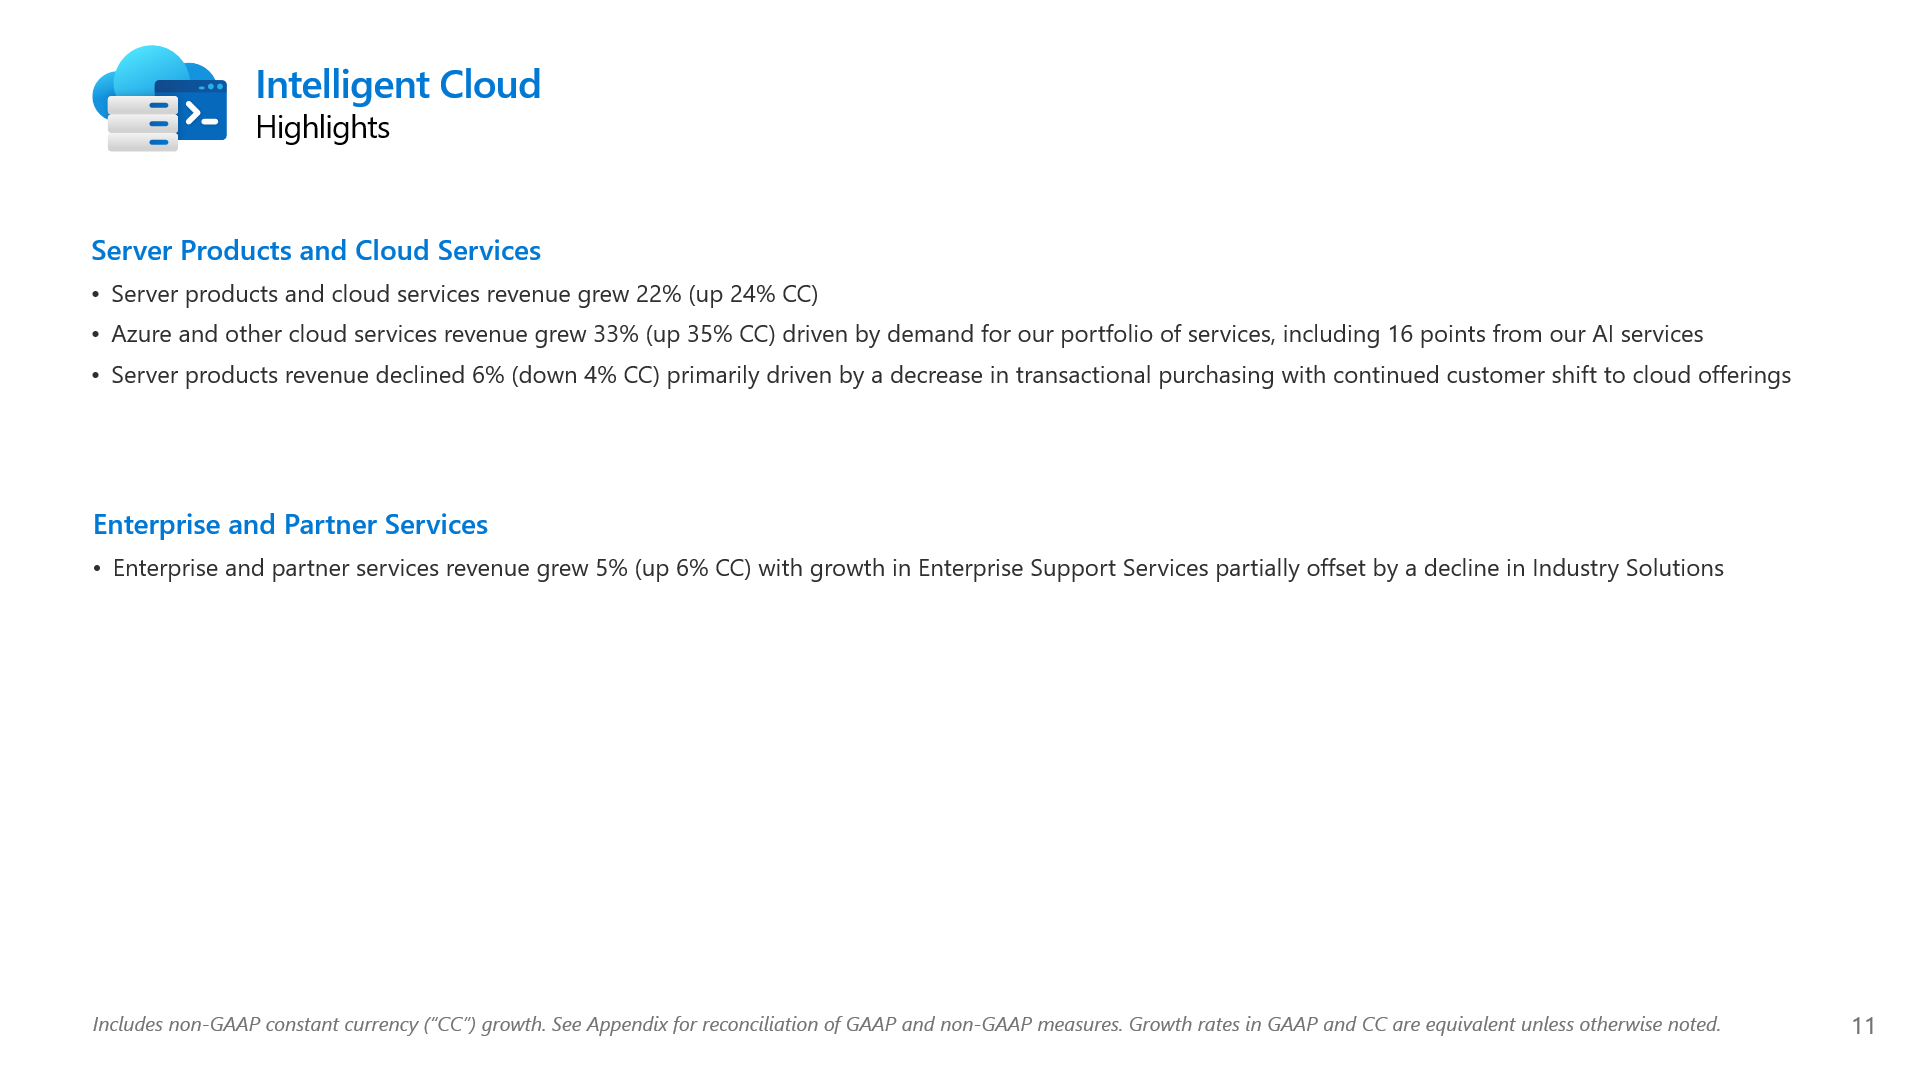 Intelligent Cloud
Highlights
Server Products and Cloud Services
• Server products and cloud services revenue grew 22% (up 24% CC)
• Azure and other cloud services revenue grew 33% (up 35% CC) driven by demand for our portfolio of services, including 16 points from our AI services
• Server products revenue declined 6% (down 4% CC) primarily driven by a decrease in transactional purchasing with continued customer shift to cloud offerings
Enterprise and Partner Services
• Enterprise and partner services revenue grew 5% (up 6% CC) with growth in Enterprise Support Services partially offset by a decline in Industry Solutions
Includes non-GAAP constant currency (“CC”) growth. See Appendix for reconciliation of GAAP and non-GAAP measures. Growth rates in GAAP and CC are equivalent unless otherwise noted.
11